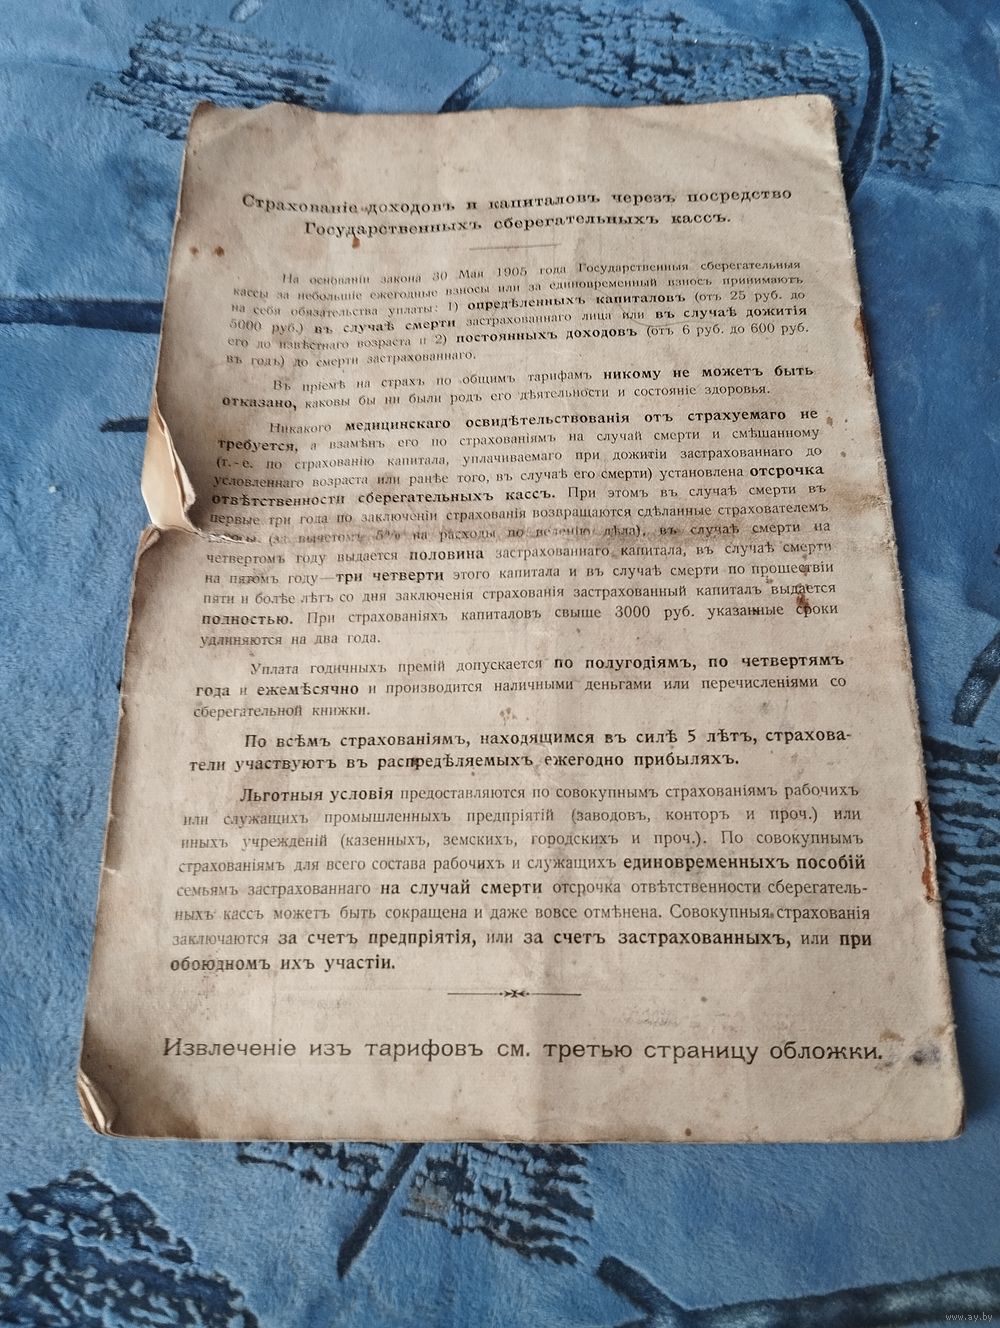 Страхованіе доходовъ и капиталовъ черезъ посредство
Государственныхъ сберегательныхъ кассъ.
На основаніи закона 30 Мая 1905 года Государственныя сберегательныя
кассы за небольшіе ежегодные взносы или за единовременный взносъ принимаютъ
на себя обязательства уплаты: 1) опредѣленныхъ капиталовъ (отъ 25 руб. до
5000 руб.) въ случаѣ смерти застрахованнаго лица или въ случаѣ дожитія
его до извѣстнаго возраста и 2) постоянныхъ доходовъ (отъ 6 руб. до 600 руб.
въ годъ) до смерти застрахованнаго.
Въ пріемѣ на страхъ по общимъ тарифамъ никому не можетъ быть
отказано, каковы бы ни были родъ его дѣятельности и состояніе здоровья.
Никакого медицинскаго освидѣтельствованія отъ страхуемаго не
требуется, а взамѣнъ его по страхованіямъ на случай смерти и смѣшанному
(т.-е. по страхованію капитала, уплачиваемаго при дожитіи застрахованнаго до
условленнаго возраста или ранѣе того, въ случаѣ его смерти) установлена отсрочка
отвѣтственности сберегательныхъ кассъ. При этомъ въ случаѣ смерти въ
первые три года по заключеніи страхованія возвращаются сдѣланные страхователемъ
(за вычетомъ 5% на расходы по веденію дѣла), въ случаѣ смерти на
четвертомъ году выдается половина застрахованнаго капитала, въ случаѣ смерти
на пятомъ году—три четверти этого капитала и въ случаѣ смерти по прошествіи
пяти и болѣе лѣтъ со дня заключенія страхованія застрахованный капиталъ выдается
полностью. При страхованіяхъ капиталовъ свыше 3000 руб. указанные сроки
удлиняются на два года.
Уплата годичныхъ премій допускается по полугодіямъ, по четвертямъ
года и ежемѣсячно и производится наличными деньгами или перечисленіями со
сберегательной книжки.
По всѣмъ страхованіямъ, находящимся въ силѣ 5 лѣтъ, страхова-
тели участвуютъ въ распредѣляемыхъ ежегодно прибыляхъ.
Льготныя условія предоставляются по совокупнымъ страхованіямъ рабочихъ
или служащихъ промышленныхъ предпріятій (заводовъ, конторъ и проч.) или
иныхъ учрежденій (казенныхъ, земскихъ, городскихъ и проч.). По совокупнымъ
страхованіямъ для всего состава рабочихъ и служащихъ единовременныхъ пособій
семьямъ застрахованнаго на случай смерти отсрочка отвѣтственности сберегатель-
ныхъ кассъ можетъ быть сокращена и даже вовсе отмѣнена. Совокупныя страхованія
заключаются за счетъ предпріятія, или за счетъ застрахованныхъ, или при
обоюдномъ ихъ участіи.
Извлеченіе изъ тарифовъ см. третью страницу обложки.
www.ay.by